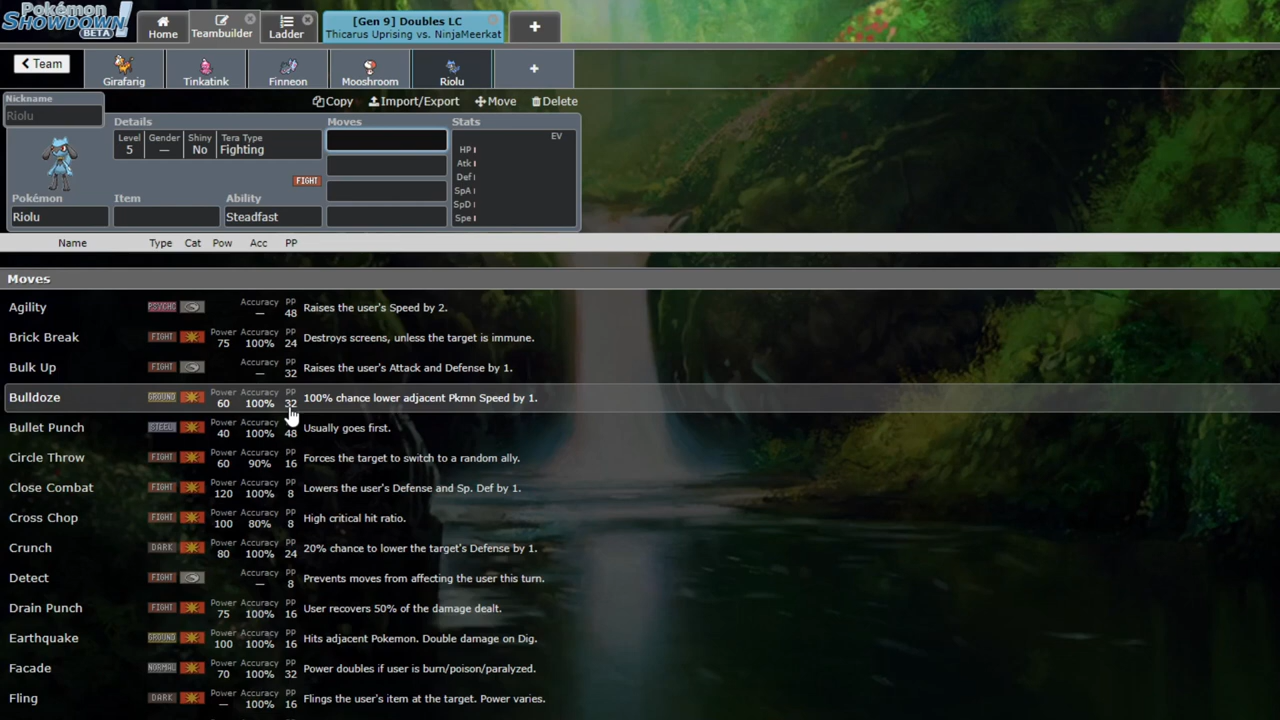 Pokémon
SHOWDOWN!
BETA
Home
Teambuilder
Ladder
[Gen 9] Doubles LC
Thicarus Uprising vs. NinjaMeerkat
+
Team
Girafarig
Tinkatink
Finneon
Mooshroom
Riolu
+
Nickname
Riolu
Copy
Import/Export
Move
Delete
Details
Moves
Stats
Level
Gender
Shiny
Tera Type
5
—
No
Fighting
EV
HP
Atk
Def
SpA
SpD
Spe
FIGHT
Pokémon
Item
Ability
Riolu
Steadfast
Name Type Cat Pow Acc PP
Moves
Agility PSYCHC Accuracy — PP 48 Raises the user's Speed by 2.
Brick Break FIGHT Power 75 Accuracy 100% PP 24 Destroys screens, unless the target is immune.
Bulk Up FIGHT Accuracy — PP 32 Raises the user's Attack and Defense by 1.
Bulldoze GROUND Power 60 Accuracy 100% PP 32 100% chance lower adjacent Pkmn Speed by 1.
Bullet Punch STEEL Power 40 Accuracy 100% PP 48 Usually goes first.
Circle Throw FIGHT Power 60 Accuracy 90% PP 16 Forces the target to switch to a random ally.
Close Combat FIGHT Power 120 Accuracy 100% PP 8 Lowers the user's Defense and Sp. Def by 1.
Cross Chop FIGHT Power 100 Accuracy 80% PP 8 High critical hit ratio.
Crunch DARK Power 80 Accuracy 100% PP 24 20% chance to lower the target's Defense by 1.
Detect FIGHT Accuracy — PP 8 Prevents moves from affecting the user this turn.
Drain Punch FIGHT Power 75 Accuracy 100% PP 16 User recovers 50% of the damage dealt.
Earthquake GROUND Power 100 Accuracy 100% PP 16 Hits adjacent Pokemon. Double damage on Dig.
Facade NORMAL Power 70 Accuracy 100% PP 32 Power doubles if user is burn/poison/paralyzed.
Fling DARK Power — Accuracy 100% PP 16 Flings the user's item at the target. Power varies.